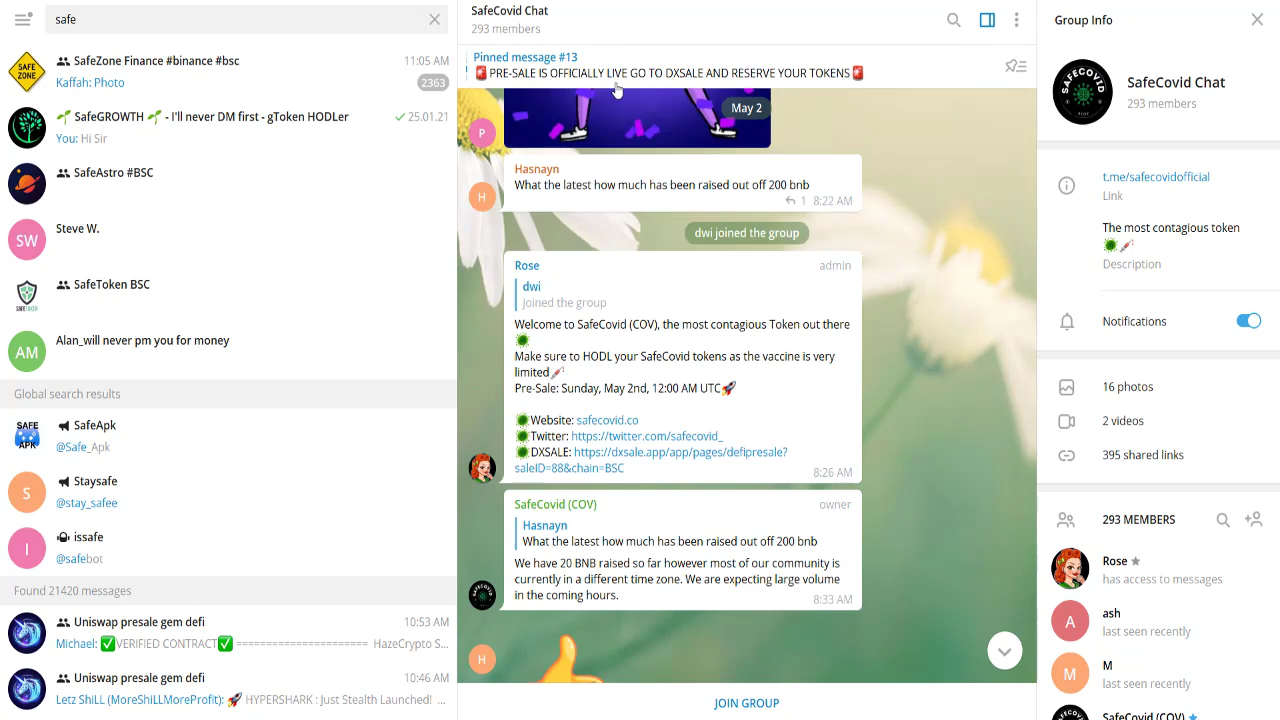 safe
SAFE ZONE
SafeZone Finance #binance #bsc
11:05 AM
Kaffah: Photo
2363
SafeGROWTH 🌱 - I'll never DM first - gToken HODLer
25.01.21
You: Hi Sir
SafeAstro #BSC
SW
Steve W.
SafeToken BSC
AM
Alan_will never pm you for money
Global search results
SAFE APK
SafeApk
@Safe_Apk
S
Staysafe
@stay_safee
I
issafe
@safebot
Found 21420 messages
Uniswap presale gem defi
10:53 AM
Michael: ✅VERIFIED CONTRACT✅ ==================== HazeCrypto S...
Uniswap presale gem defi
10:46 AM
Letz ShiLL (MoreShiLLMoreProfit): 🚀 HYPERSHARK : Just Stealth Launched! ...
SafeCovid Chat
293 members
Pinned message #13
🚨 PRE-SALE IS OFFICIALLY LIVE GO TO DXSALE AND RESERVE YOUR TOKENS 🚨
May 2
P
Hasnayn
What the latest how much has been raised out off 200 bnb
1 8:22 AM
H
dwi joined the group
Rose
admin
dwi
joined the group
Welcome to SafeCovid (COV), the most contagious Token out there
🦠
Make sure to HODL your SafeCovid tokens as the vaccine is very
limited💉
Pre-Sale: Sunday, May 2nd, 12:00 AM UTC🚀
🦠Website: safecovid.co
🦠Twitter: https://twitter.com/safecovid_
🦠DXSALE: https://dxsale.app/app/pages/defipresale?
saleID=88&chain=BSC
8:26 AM
SafeCovid (COV)
owner
Hasnayn
What the latest how much has been raised out off 200 bnb
We have 20 BNB raised so far however most of our community is
currently in a different time zone. We are expecting large volume
in the coming hours.
8:33 AM
H
JOIN GROUP
Group Info
SAFECOVID
SafeCovid Chat
293 members
t.me/safecovidofficial
Link
The most contagious token
🦠💉
Description
Notifications
16 photos
2 videos
395 shared links
293 MEMBERS
Rose
has access to messages
A
ash
last seen recently
M
M
last seen recently
SafeCovid (COV)